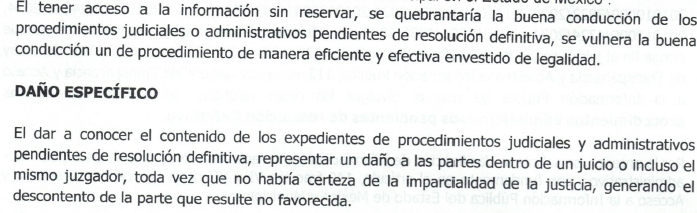 El tener acceso a la información sin reservar, se quebrantaría la buena conducción de los
procedimientos judiciales o administrativos pendientes de resolución definitiva, se vulnera la buena
conducción un de procedimiento de manera eficiente y efectiva envestido de legalidad.
DAÑO ESPECÍFICO
El dar a conocer el contenido de los expedientes de procedimientos judiciales y administrativos
pendientes de resolución definitiva, representar un daño a las partes dentro de un juicio o incluso el
mismo juzgador, toda vez que no habría certeza de la imparcialidad de la justicia, generando el
descontento de la parte que resulte no favorecida.